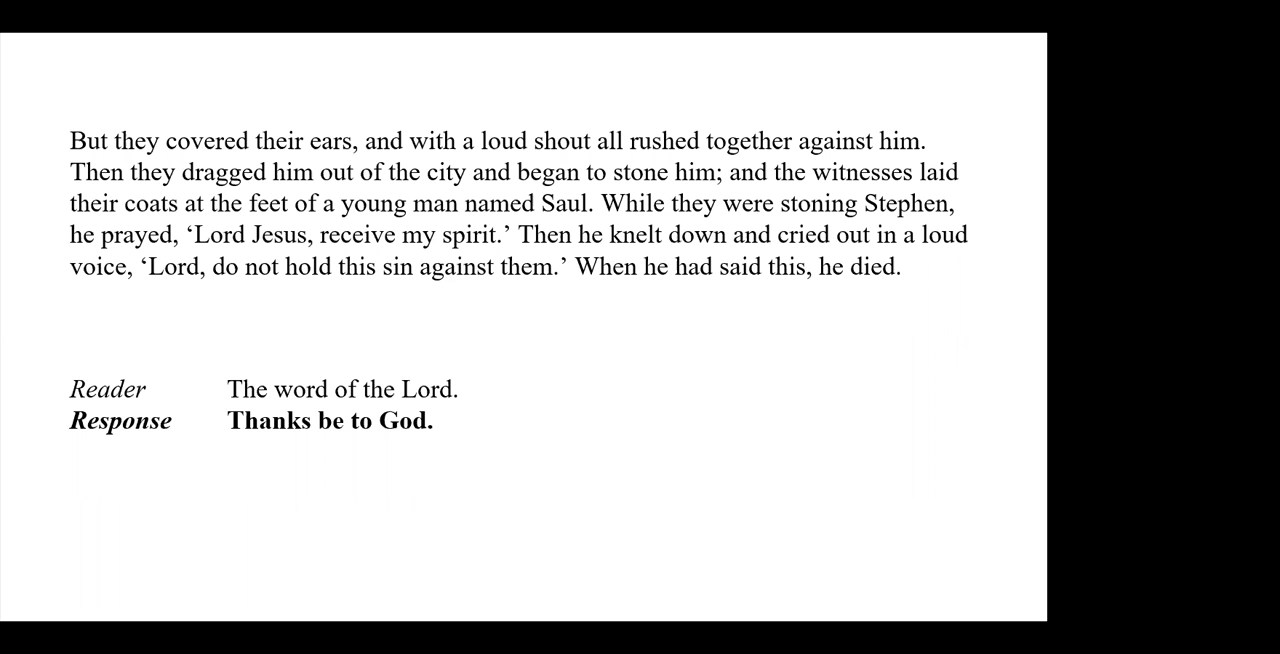 But they covered their ears, and with a loud shout all rushed together against him.
Then they dragged him out of the city and began to stone him; and the witnesses laid
their coats at the feet of a young man named Saul. While they were stoning Stephen,
he prayed, ‘Lord Jesus, receive my spirit.’ Then he knelt down and cried out in a loud
voice, ‘Lord, do not hold this sin against them.’ When he had said this, he died.
Reader The word of the Lord.
Response Thanks be to God.